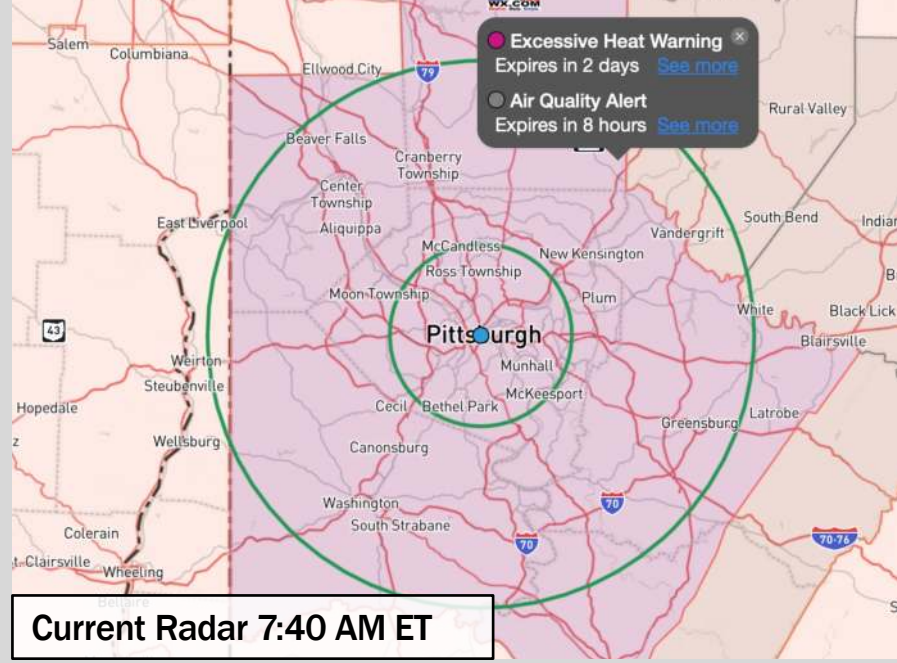 WX.COM
Excessive Heat Warning
Expires in 2 days See more
Air Quality Alert
Expires in 8 hours See more
Salem
Columbiana
Ellwood City
79
Rural Valley
Beaver Falls
Cranberry
Township
Center
Township
East Liverpool
Aliquippa
South Bend
Vandergrift
McCandless
New Kensington
Ross Township
Moon Township
Plum
White
Black Lick
43
Pittsburgh
Blairsville
Weirton
Munhall
Steubenville
McKeesport
Hopedale
Cecil
Bethel Park
Latrobe
Greensburg
Wellsburg
Canonsburg
Washington
70
South Strabane
Colerain
70
70-76
t Clairsville
Wheeling
Bellaire
Current Radar 7:40 AM ET